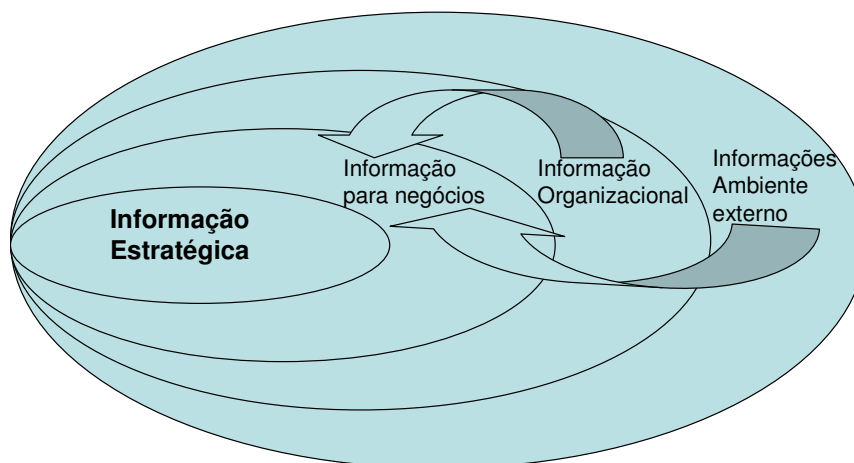 Informação
Estratégica
Informação
para negócios
Informação
Organizacional
Informações
Ambiente
externo